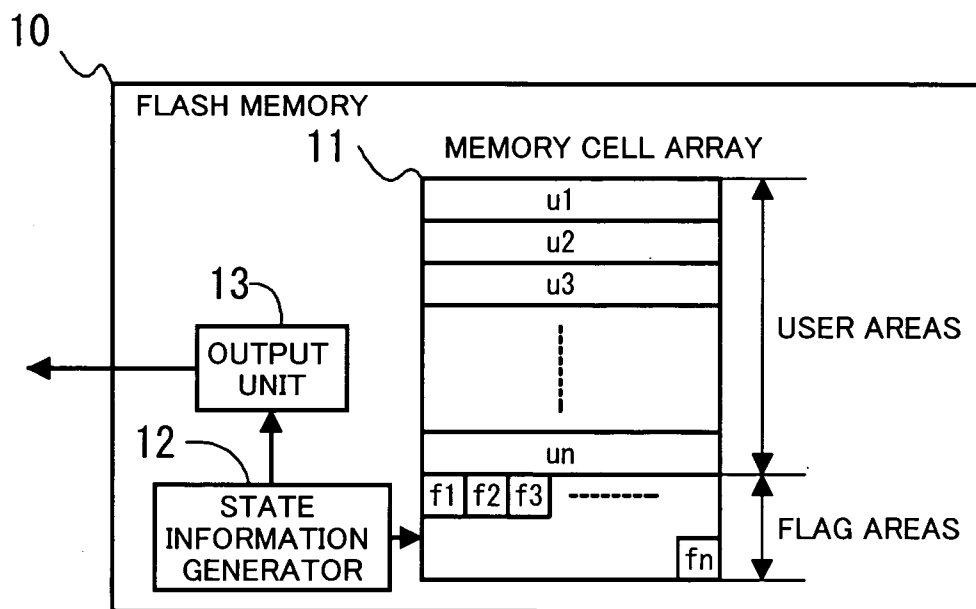 10
FLASH MEMORY
11
MEMORY CELL ARRAY
u1
u2
u3
USER AREAS
un
13
OUTPUT
UNIT
12
STATE
INFORMATION
GENERATOR
f1 f2 f3
fn
FLAG AREAS